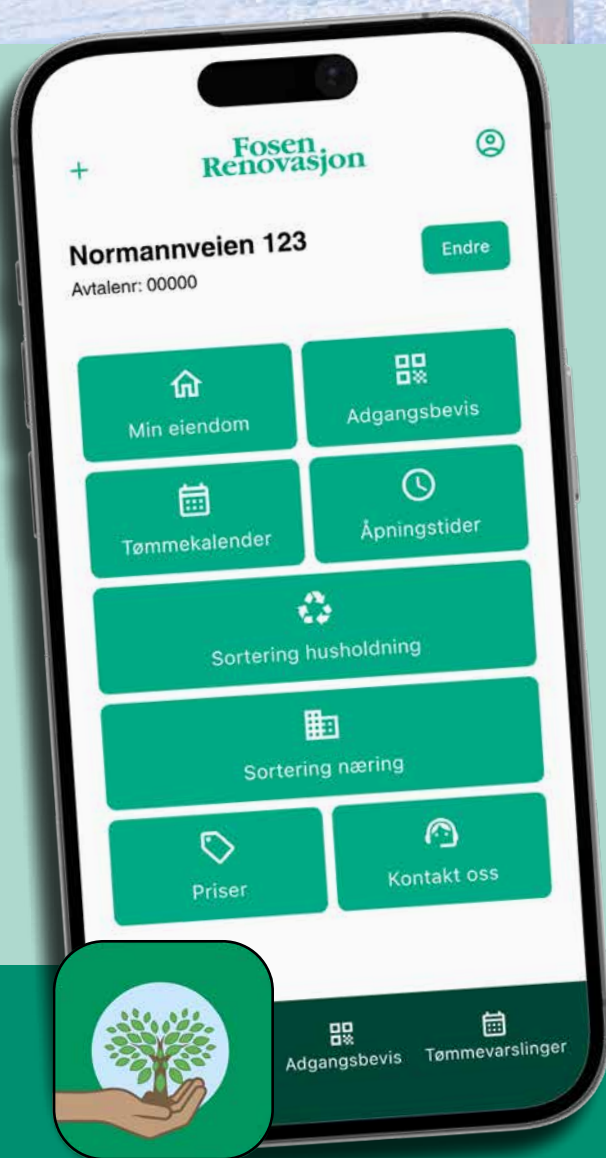 Fosen
Renovasjon
Normannveien 123
Endre
Avtalenr: 00000
Min eiendom
Adgangsbevis
Tømmekalender
Åpningstider
Sortering husholdning
Sortering næring
Priser
Kontakt oss
Adgangsbevis
Tømmevarslinger